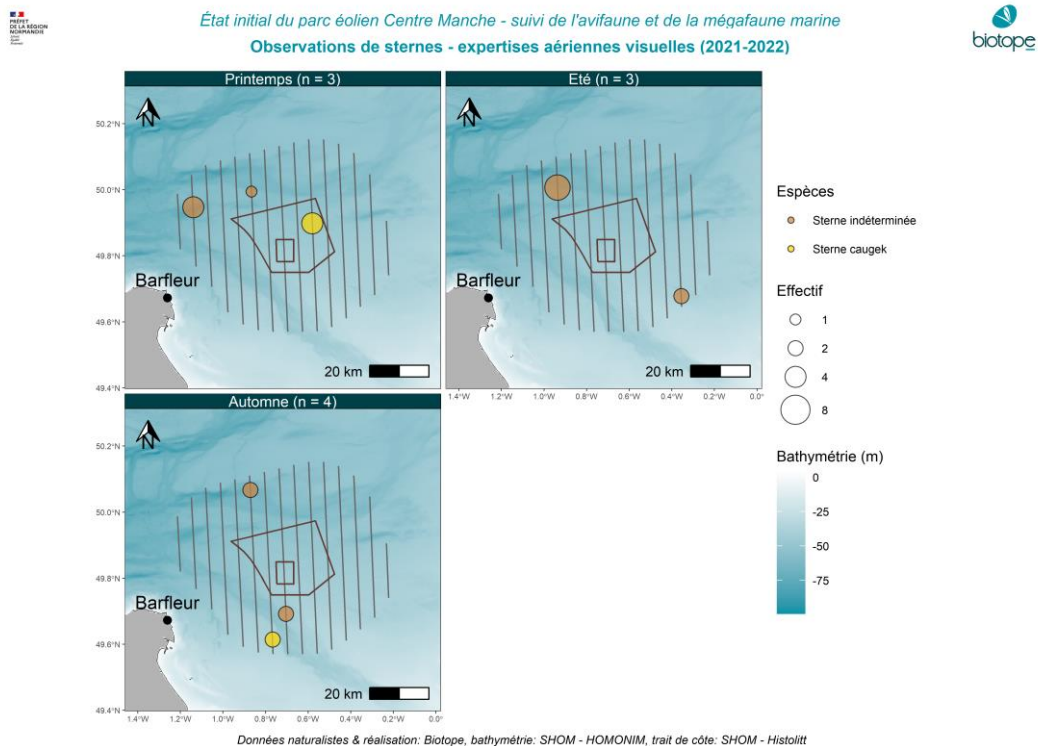 PRÉFET
DE LA RÉGION
NORMANDIE
État initial du parc éolien Centre Manche - suivi de l'avifaune et de la mégafaune marine
Observations de sternes - expertises aériennes visuelles (2021-2022)
biotope
Printemps (n = 3)
Eté (n = 3)
50.2°N
50.0°N
49.8°N
49.6°N
49.4°N
Barfleur
20 km
Barfleur
20 km
1.4°W 1.2°W 1.0°W 0.8°W 0.6°W 0.4°W 0.2°W 0.0°
Automne (n = 4)
50.2°N
50.0°N
49.8°N
49.6°N
49.4°N
Barfleur
20 km
1.4°W 1.2°W 1.0°W 0.8°W 0.6°W 0.4°W 0.2°W 0.0°
Espèces
Sterne indéterminée
Sterne caugek
Effectif
1
2
4
8
Bathymétrie (m)
0
-25
-50
-75
Données naturalistes & réalisation: Biotope, bathymétrie: SHOM - HOMONIM, trait de côte: SHOM - Histolitt